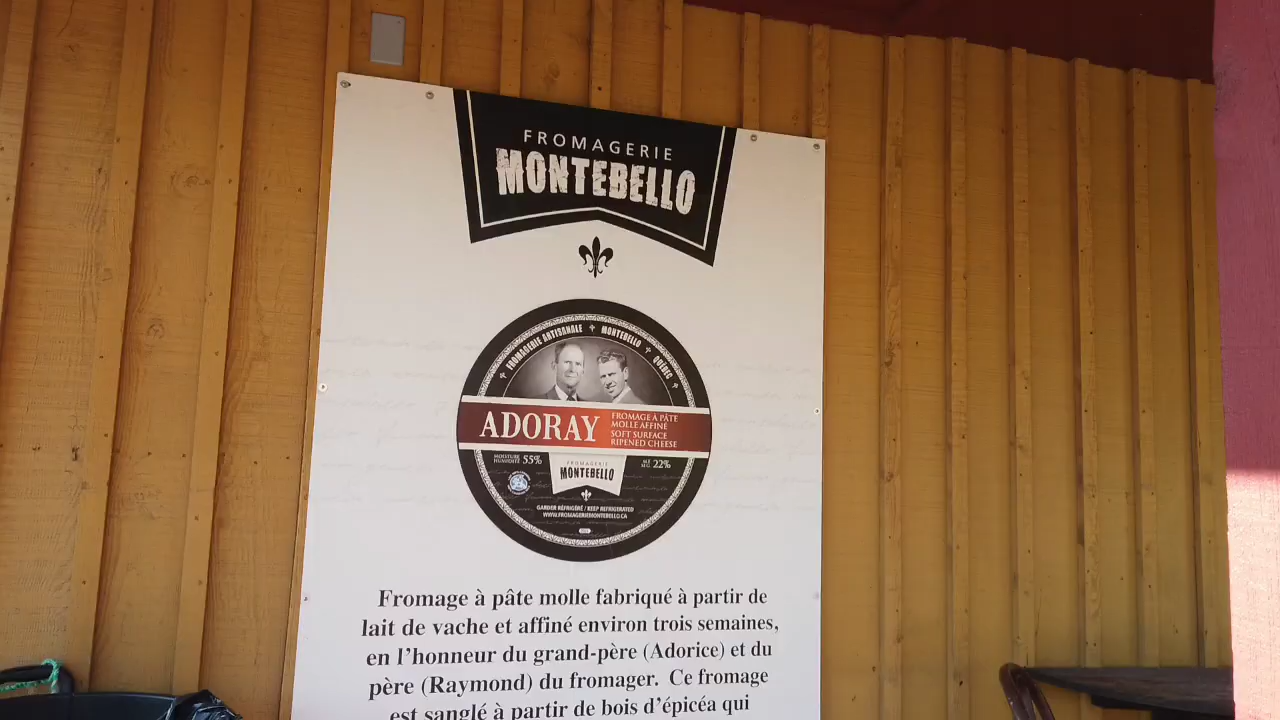 FROMAGERIE
MONTEBELLO
FROMAGERIE ARTISANALE + MONTEBELLO + QUÉBEC
ADORAY
FROMAGE À PÂTE
MOLLE AFFINÉ
SOFT SURFACE
RIPENED CHEESE
MOISTURE
HUMIDITÉ 55%
M.F.
M.G. 22%
FROMAGERIE
MONTEBELLO
GARDER RÉFRIGÉRÉ / KEEP REFRIGERATED
WWW.FROMAGERIEMONTEBELLO.CA
Fromage à pâte molle fabriqué à partir de
lait de vache et affiné environ trois semaines,
en l'honneur du grand-père (Adorice) et du
père (Raymond) du fromager. Ce fromage
est sanglé à partir de bois d'épicéa qui